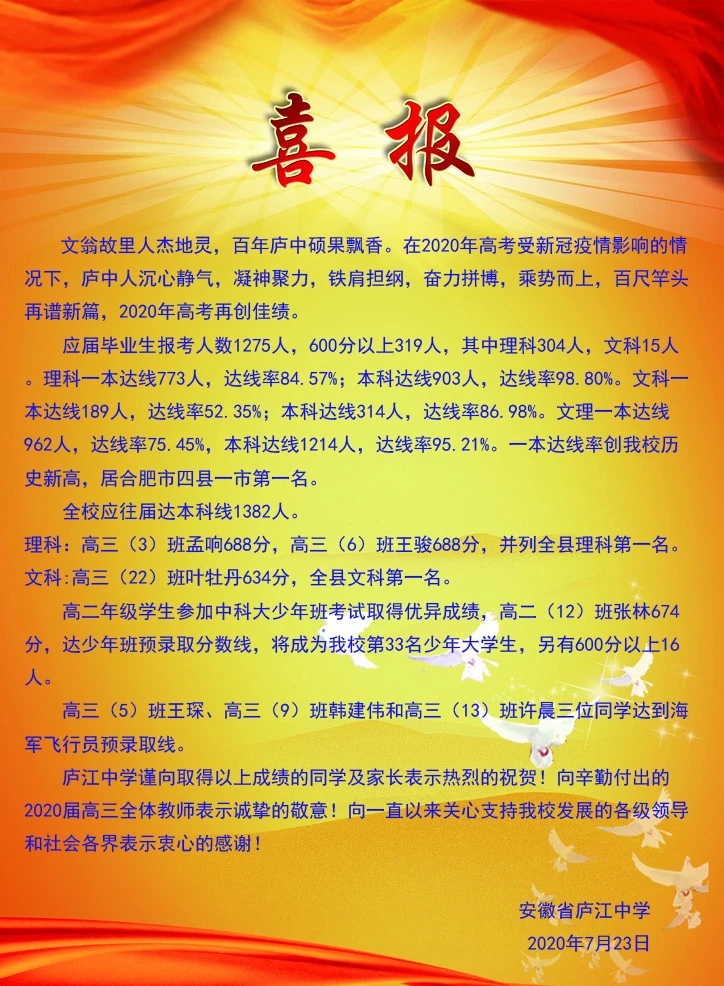 喜 报
文翁故里人杰地灵，百年庐中硕果飘香。在2020年高考受新冠疫情影响的情
况下，庐中人沉心静气，凝神聚力，铁肩担纲，奋力拼博，乘势而上，百尺竿头
再谱新篇，2020年高考再创佳绩。
应届毕业生报考人数1275人，600分以上319人，其中理科304人，文科15人
。理科一本达线773人，达线率84.57%；本科达线903人，达线率98.80%。文科一
本达线189人，达线率52.35%；本科达线314人，达线率86.98%。文理一本达线
962人，达线率75.45%，本科达线1214人，达线率95.21%。一本达线率创我校历
史新高，居合肥市四县一市第一名。
全校应往届达本科线1382人。
理科：高三（3）班孟响688分，高三（6）班王骏688分，并列全县理科第一名。
文科:高三（22）班叶牡丹634分，全县文科第一名。
高二年级学生参加中科大少年班考试取得优异成绩，高二（12）班张林674
分，达少年班预录取分数线，将成为我校第33名少年大学生，另有600分以上16
人。
高三（5）班王琛、高三（9）班韩建伟和高三（13）班许晨三位同学达到海
军飞行员预录取线。
庐江中学谨向取得以上成绩的同学及家长表示热烈的祝贺！向辛勤付出的
2020届高三全体教师表示诚挚的敬意！向一直以来关心支持我校发展的各级领导
和社会各界表示衷心的感谢！
安徽省庐江中学
2020年7月23日